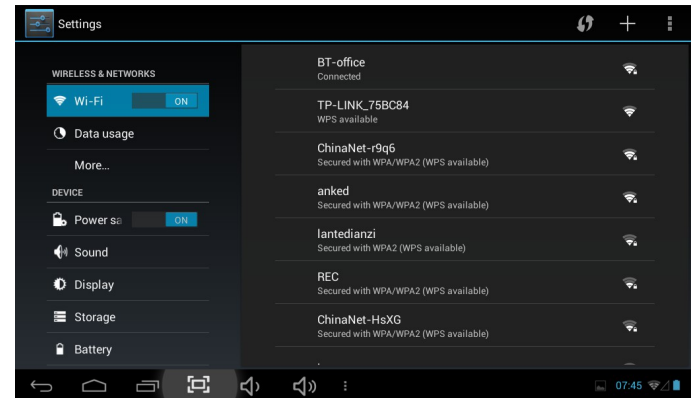 Settings
WIRELESS & NETWORKS
Wi-Fi ON
Data usage
More...
DEVICE
Power sa ON
Sound
Display
Storage
Battery
BT-office
Connected
TP-LINK_75BC84
WPS available
ChinaNet-r9q6
Secured with WPA/WPA2 (WPS available)
anked
Secured with WPA/WPA2 (WPS available)
lantedianzi
Secured with WPA2 (WPS available)
REC
Secured with WPA/WPA2 (WPS available)
ChinaNet-HsXG
Secured with WPA/WPA2 (WPS available)
07:45